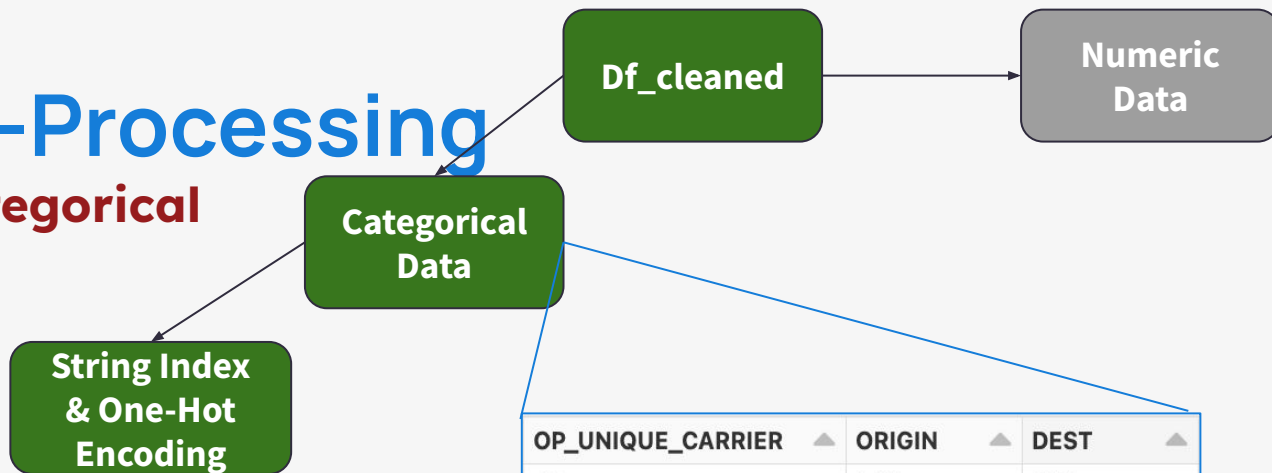 -Processing
egorical
Df_cleaned
Numeric
Data
Categorical
Data
String Index
& One-Hot
Encoding
OP_UNIQUE_CARRIER ORIGIN DEST